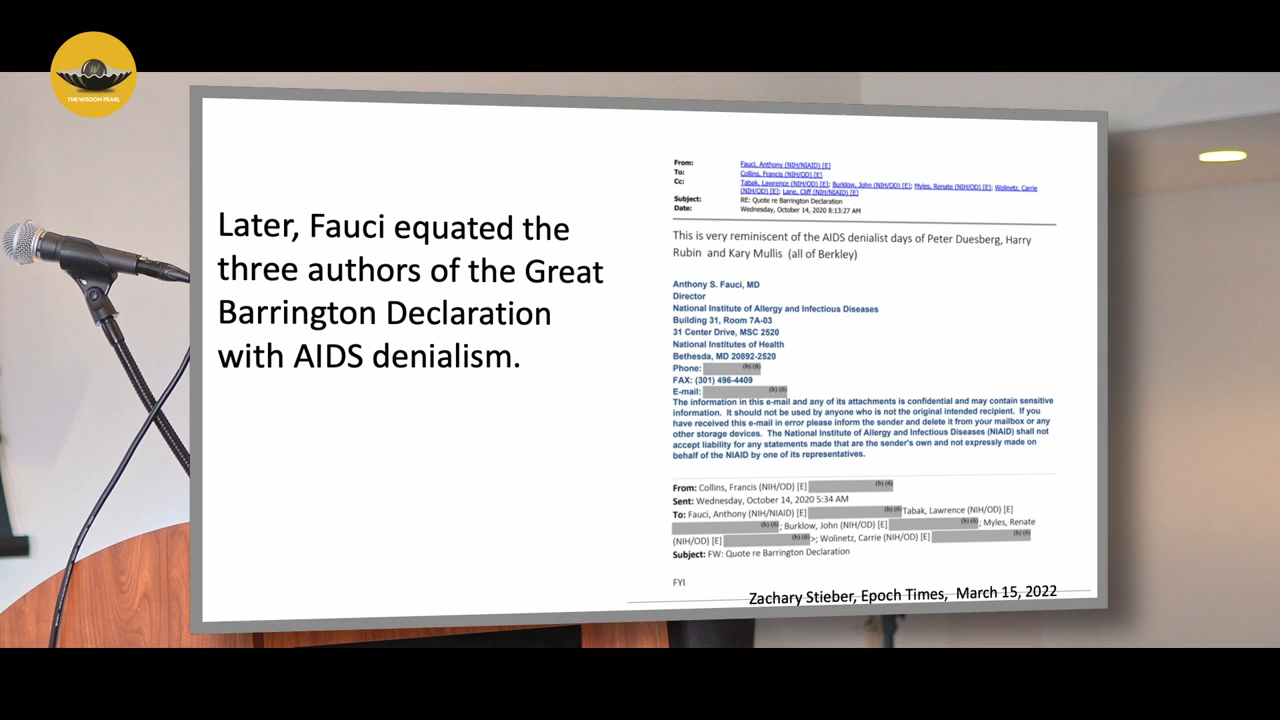 THE WISDOM PEARL
Later, Fauci equated the
three authors of the Great
Barrington Declaration
with AIDS denialism.
From: Fauci, Anthony (NIH/NIAID) [E]
To: Collins, Francis (NIH/OD) [E]
Cc: Tabak, Lawrence (NIH/OD) [E]; Burklow, John (NIH/OD) [E]; Myles, Renate (NIH/OD) [E]; Wolinetz, Carrie
(NIH/OD) [E]; Lane, Cliff (NIH/NIAID) [E]
Subject: RE: Quote re Barrington Declaration
Date: Wednesday, October 14, 2020 8:13:27 AM
This is very reminiscent of the AIDS denialist days of Peter Duesberg, Harry
Rubin and Kary Mullis (all of Berkley)
Anthony S. Fauci, MD
Director
National Institute of Allergy and Infectious Diseases
Building 31, Room 7A-03
31 Center Drive, MSC 2520
National Institutes of Health
Bethesda, MD 20892-2520
Phone: (b) (6)
FAX: (301) 496-4409
E-mail: (b) (6)
The information in this e-mail and any of its attachments is confidential and may contain sensitive
information. It should not be used by anyone who is not the original intended recipient. If you
have received this e-mail in error please inform the sender and delete it from your mailbox or any
other storage devices. The National Institute of Allergy and Infectious Diseases (NIAID) shall not
accept liability for any statements made that are the sender's own and not expressly made on
behalf of the NIAID by one of its representatives.
From: Collins, Francis (NIH/OD) [E] (b) (6)
Sent: Wednesday, October 14, 2020 5:34 AM
To: Fauci, Anthony (NIH/NIAID) [E] (b) (6) Tabak, Lawrence (NIH/OD) [E]
(b) (6); Burklow, John (NIH/OD) [E] (b) (6); Myles, Renate
(NIH/OD) [E] (b) (6)>; Wolinetz, Carrie (NIH/OD) [E] (b) (6)
Subject: FW: Quote re Barrington Declaration
FYI
Zachary Stieber, Epoch Times, March 15, 2022